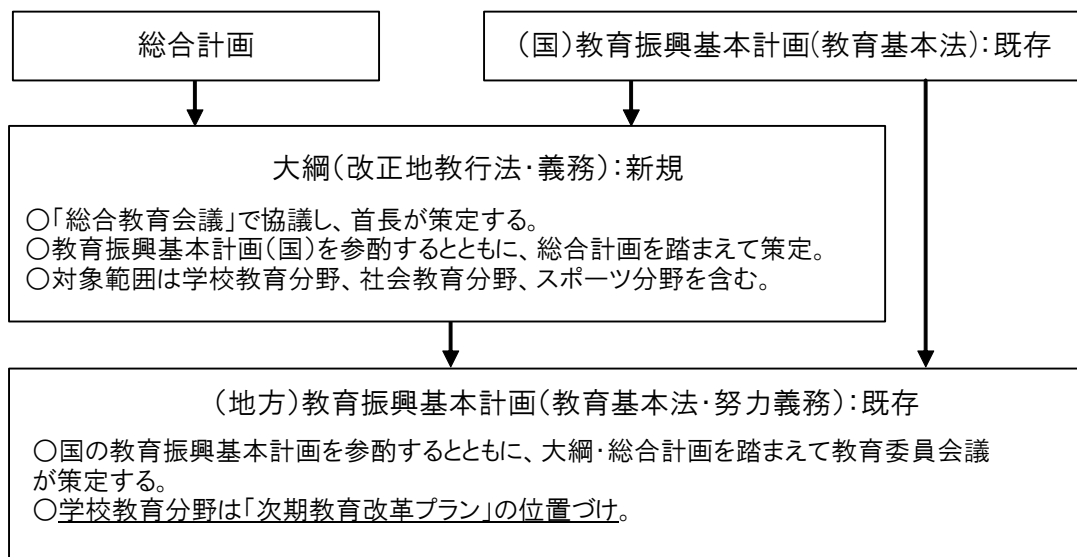 総合計画
（国）教育振興基本計画（教育基本法）：既存
大綱（改正地教行法・義務）：新規
○「総合教育会議」で協議し、首長が策定する。
○教育振興基本計画（国）を参酌するとともに、総合計画を踏まえて策定。
○対象範囲は学校教育分野、社会教育分野、スポーツ分野を含む。
（地方）教育振興基本計画（教育基本法・努力義務）：既存
○国の教育振興基本計画を参酌するとともに、大綱・総合計画を踏まえて教育委員会議
が策定する。
○学校教育分野は「次期教育改革プラン」の位置づけ。